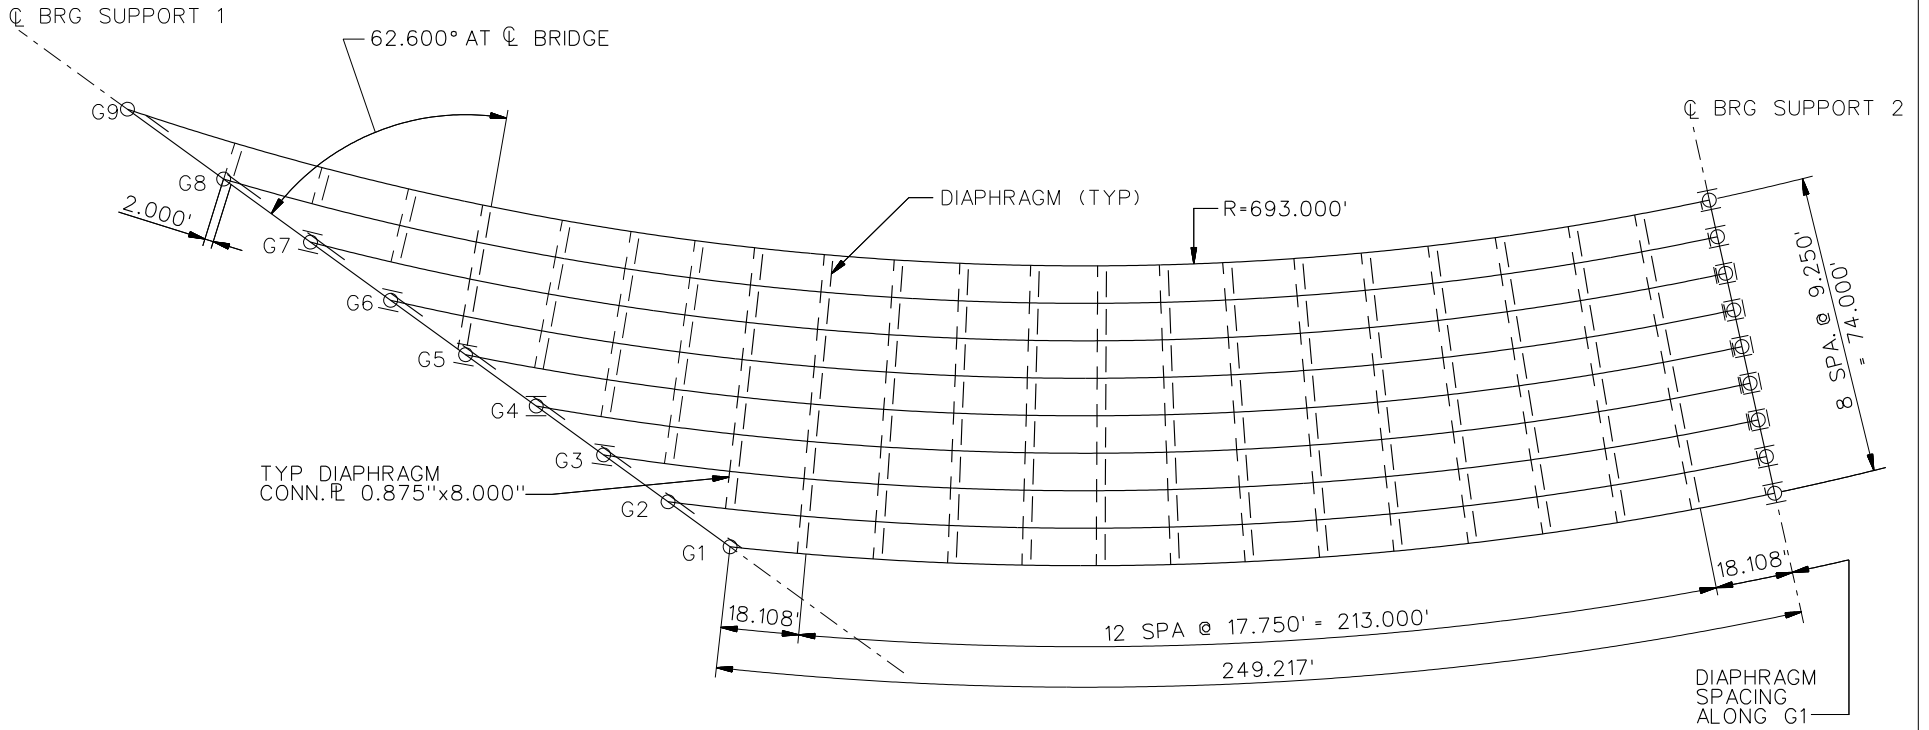 ℄ BRG SUPPORT 1
62.600° AT ℄ BRIDGE
G9
℄ BRG SUPPORT 2
G8
2.000'
DIAPHRAGM (TYP)
R=693.000'
G7
8 SPA. @ 9.250'
= 74.000'
G6
G5
G4
G3
TYP DIAPHRAGM
CONN. ℙL 0.875"x8.000"
G2
G1
18.108'
18.108'
12 SPA @ 17.750' = 213.000'
249.217'
DIAPHRAGM
SPACING
ALONG G1